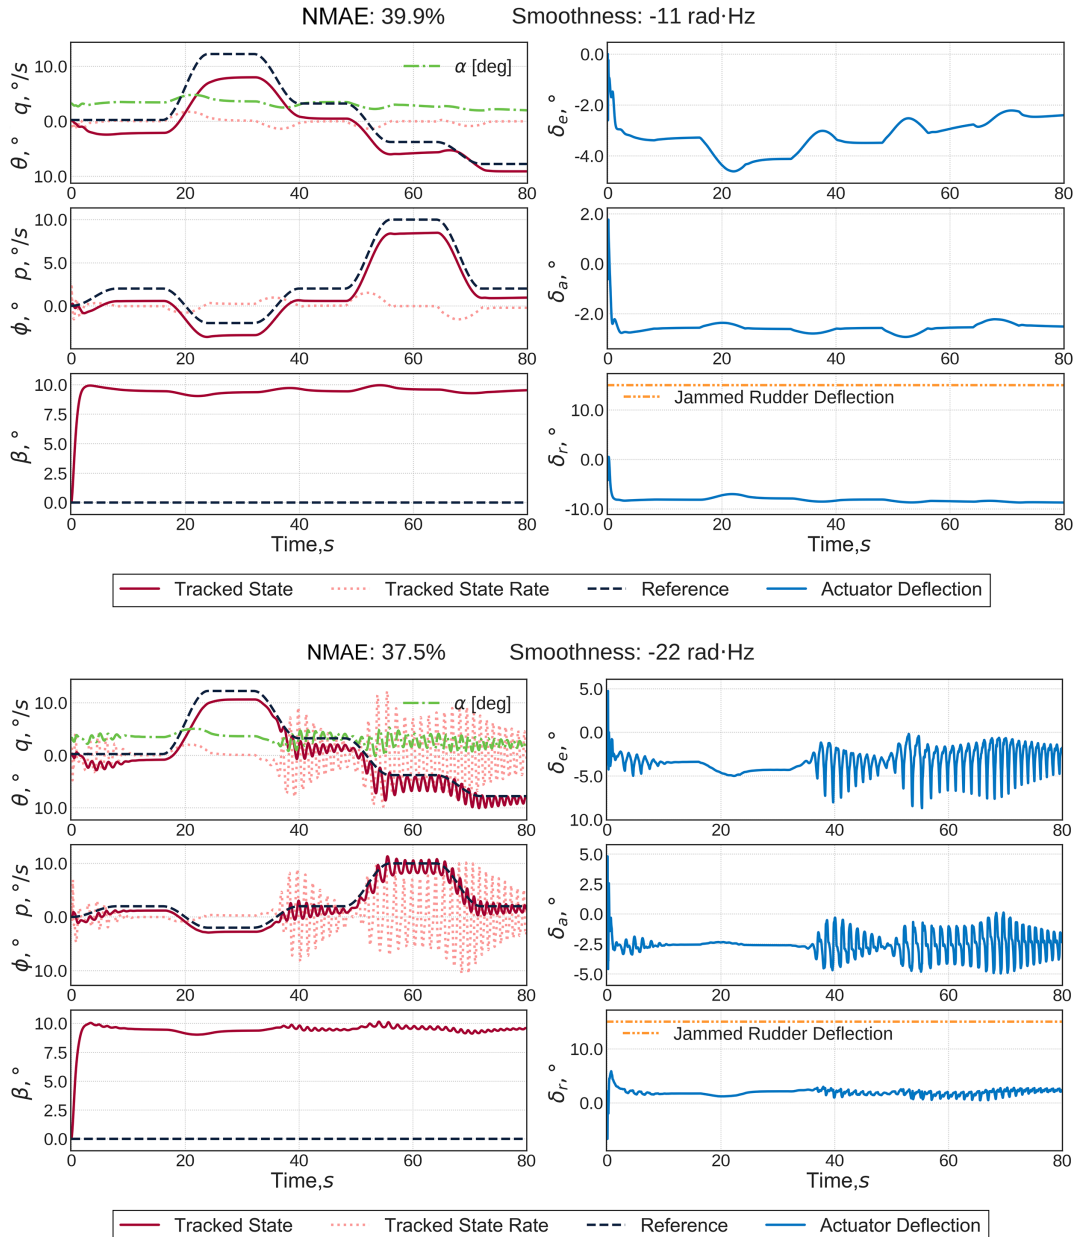 NMAE: 39.9% Smoothness: -11 rad·Hz
θ, ° q, °/s
10.0
0.0
10.0
α [deg]
0 20 40 60 80
δe, °
0.0
-2.0
-4.0
0 20 40 60 80
ϕ, ° p, °/s
10.0
5.0
0.0
0 20 40 60 80
δa, °
2.0
0.0
-2.0
0 20 40 60 80
β, °
10.0
7.5
5.0
2.5
0.0
0 20 40 60 80
Time,s
δr, °
10.0
0.0
-10.0
Jammed Rudder Deflection
0 20 40 60 80
Time,s
Tracked State Tracked State Rate Reference Actuator Deflection
NMAE: 37.5% Smoothness: -22 rad·Hz
θ, ° q, °/s
10.0
0.0
10.0
α [deg]
0 20 40 60 80
δe, °
5.0
0.0
-5.0
10.0
0 20 40 60 80
ϕ, ° p, °/s
10.0
0.0
10.0
0 20 40 60 80
δa, °
5.0
2.5
0.0
-2.5
-5.0
0 20 40 60 80
β, °
10.0
7.5
5.0
2.5
0.0
0 20 40 60 80
Time,s
δr, °
10.0
0.0
Jammed Rudder Deflection
0 20 40 60 80
Time,s
Tracked State Tracked State Rate Reference Actuator Deflection